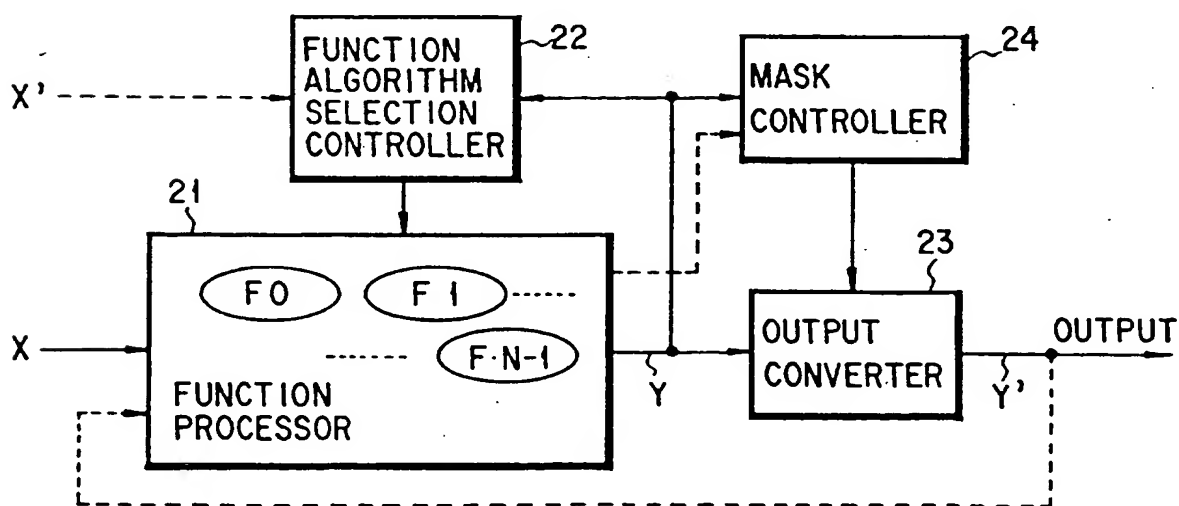 FUNCTION
ALGORITHM
SELECTION
CONTROLLER
22
MASK
CONTROLLER
24
X'
21
F0
F1
F·N-1
X
FUNCTION
PROCESSOR
Y
OUTPUT
CONVERTER
23
Y'
OUTPUT